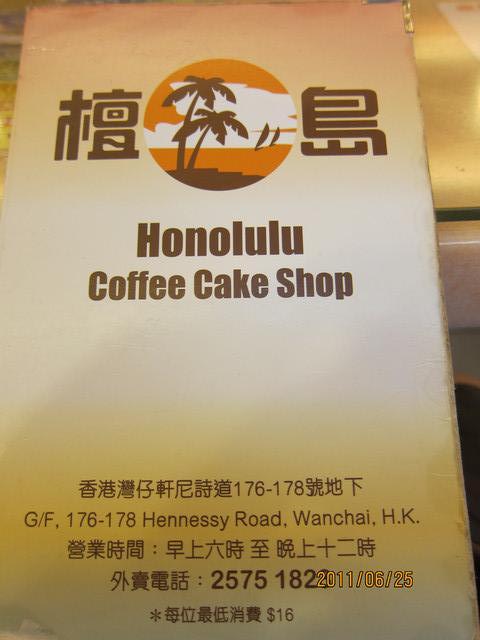 檀島
Honolulu
Coffee Cake Shop
香港灣仔軒尼詩道176-178號地下
G/F, 176-178 Hennessy Road, Wanchai, H.K.
營業時間：早上六時 至 晚上十二時
外賣電話：2575 1822
2011/06/25
*每位最低消費 $16